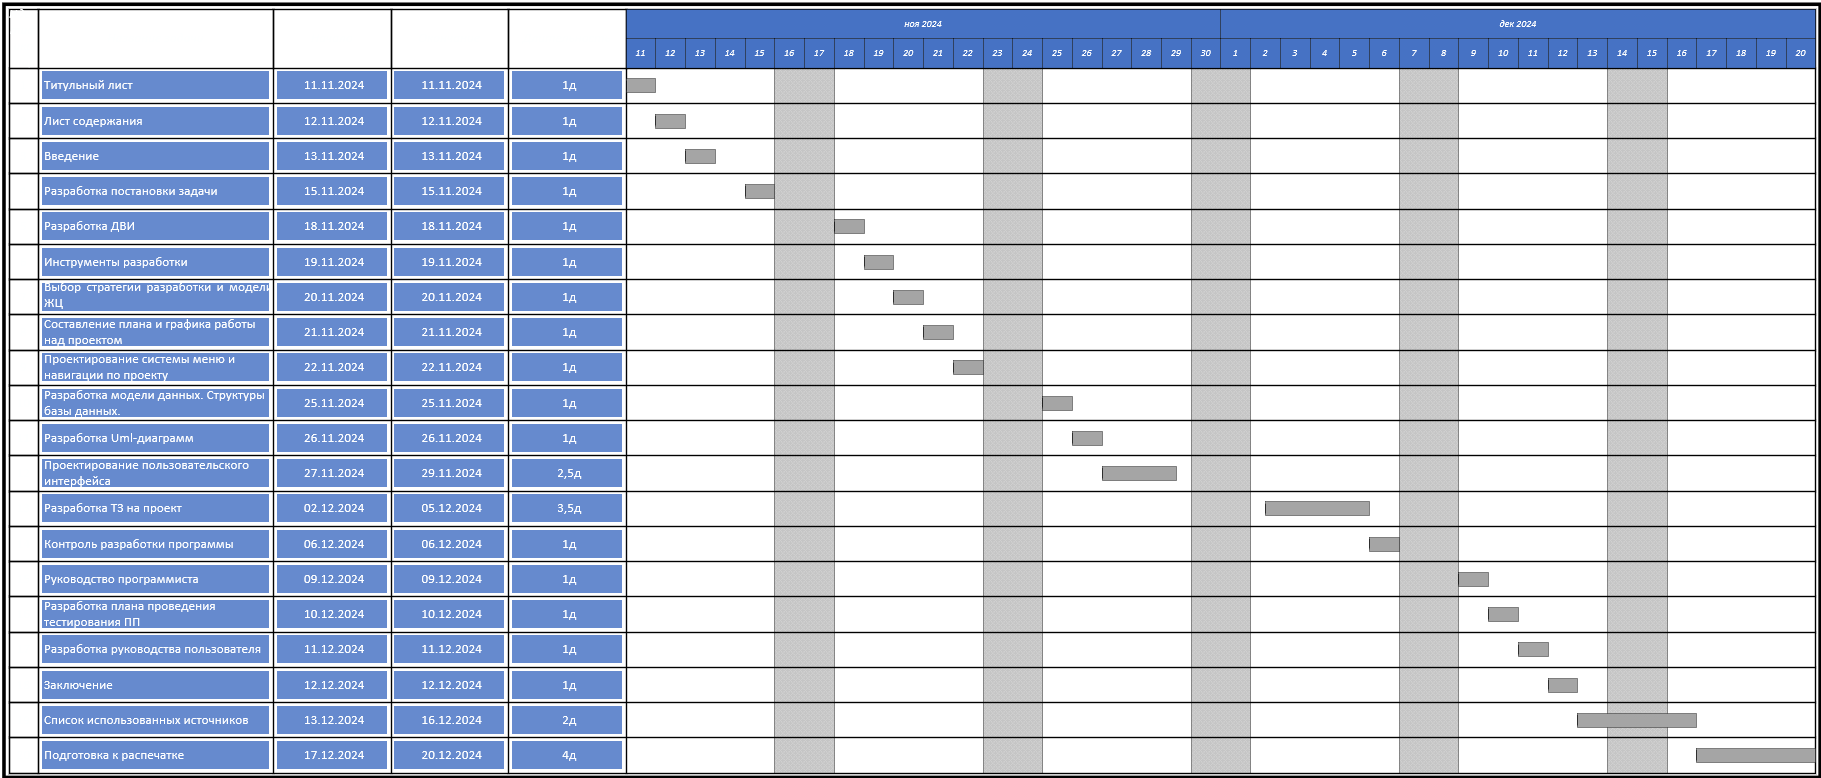 ноя 2024 дек 2024
11 12 13 14 15 16 17 18 19 20 21 22 23 24 25 26 27 28 29 30 1 2 3 4 5 6 7 8 9 10 11 12 13 14 15 16 17 18 19 20
Титульный лист 11.11.2024 11.11.2024 1д
Лист содержания 12.11.2024 12.11.2024 1д
Введение 13.11.2024 13.11.2024 1д
Разработка постановки задачи 15.11.2024 15.11.2024 1д
Разработка ДВИ 18.11.2024 18.11.2024 1д
Инструменты разработки 19.11.2024 19.11.2024 1д
Выбор стратегии разработки и модели
ЖЦ 20.11.2024 20.11.2024 1д
Составление плана и графика работы
над проектом 21.11.2024 21.11.2024 1д
Проектирование системы меню и
навигации по проекту 22.11.2024 22.11.2024 1д
Разработка модели данных. Структуры
базы данных. 25.11.2024 25.11.2024 1д
Разработка Uml-диаграмм 26.11.2024 26.11.2024 1д
Проектирование пользовательского
интерфейса 27.11.2024 29.11.2024 2,5д
Разработка ТЗ на проект 02.12.2024 05.12.2024 3,5д
Контроль разработки программы 06.12.2024 06.12.2024 1д
Руководство программиста 09.12.2024 09.12.2024 1д
Разработка плана проведения
тестирования ПП 10.12.2024 10.12.2024 1д
Разработка руководства пользователя 11.12.2024 11.12.2024 1д
Заключение 12.12.2024 12.12.2024 1д
Список использованных источников 13.12.2024 16.12.2024 2д
Подготовка к распечатке 17.12.2024 20.12.2024 4д